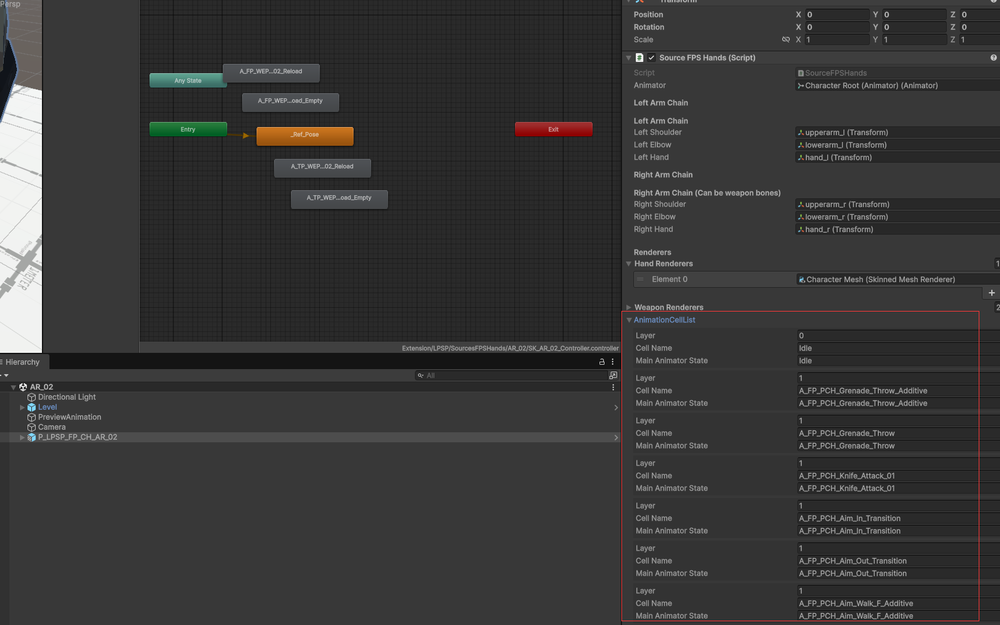 Persp
A_FP_WEP...02_Reload
Any State
A_FP_WEP...oad_Empty
Entry
_Ref_Pose
Exit
A_TP_WEP...02_Reload
A_TP_WEP...oad_Empty
Extension/LPSP/SourcesFPSHands/AR_02/SK_AR_02_Controller.controller
Hierarchy
All
AR_02
Directional Light
Level
PreviewAnimation
Camera
P_LPSP_FP_CH_AR_02
Transform
Position X 0 Y 0 Z 0
Rotation X 0 Y 0 Z 0
Scale X 1 Y 1 Z 1
# Source FPS Hands (Script)
Script SourceFPSHands
Animator Character Root (Animator) (Animator)
Left Arm Chain
Left Arm Chain
Left Shoulder upperarm_l (Transform)
Left Elbow lowerarm_l (Transform)
Left Hand hand_l (Transform)
Right Arm Chain
Right Arm Chain (Can be weapon bones)
Right Shoulder upperarm_r (Transform)
Right Elbow lowerarm_r (Transform)
Right Hand hand_r (Transform)
Renderers
Hand Renderers 1
Element 0 Character Mesh (Skinned Mesh Renderer)
+
Weapon Renderers 2
AnimationCellList
Layer 0
Cell Name Idle
Main Animator State Idle
Layer 1
Cell Name A_FP_PCH_Grenade_Throw_Additive
Main Animator State A_FP_PCH_Grenade_Throw_Additive
Layer 1
Cell Name A_FP_PCH_Grenade_Throw
Main Animator State A_FP_PCH_Grenade_Throw
Layer 1
Cell Name A_FP_PCH_Knife_Attack_01
Main Animator State A_FP_PCH_Knife_Attack_01
Layer 1
Cell Name A_FP_PCH_Aim_In_Transition
Main Animator State A_FP_PCH_Aim_In_Transition
Layer 1
Cell Name A_FP_PCH_Aim_Out_Transition
Main Animator State A_FP_PCH_Aim_Out_Transition
Layer 1
Cell Name A_FP_PCH_Aim_Walk_F_Additive
Main Animator State A_FP_PCH_Aim_Walk_F_Additive